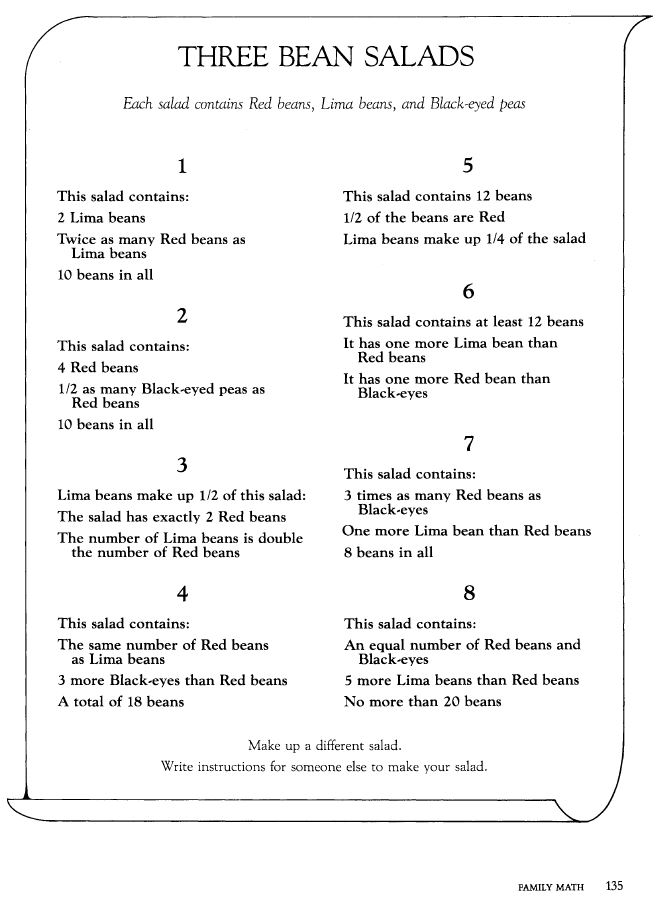 THREE BEAN SALADS
Each salad contains Red beans, Lima beans, and Black-eyed peas
1
This salad contains:
2 Lima beans
Twice as many Red beans as
Lima beans
10 beans in all
2
This salad contains:
4 Red beans
1/2 as many Black-eyed peas as
Red beans
10 beans in all
3
Lima beans make up 1/2 of this salad:
The salad has exactly 2 Red beans
The number of Lima beans is double
the number of Red beans
4
This salad contains:
The same number of Red beans
as Lima beans
3 more Black-eyes than Red beans
A total of 18 beans
5
This salad contains 12 beans
1/2 of the beans are Red
Lima beans make up 1/4 of the salad
6
This salad contains at least 12 beans
It has one more Lima bean than
Red beans
It has one more Red bean than
Black-eyes
7
This salad contains:
3 times as many Red beans as
Black-eyes
One more Lima bean than Red beans
8 beans in all
8
This salad contains:
An equal number of Red beans and
Black-eyes
5 more Lima beans than Red beans
No more than 20 beans
Make up a different salad.
Write instructions for someone else to make your salad.
FAMILY MATH 135